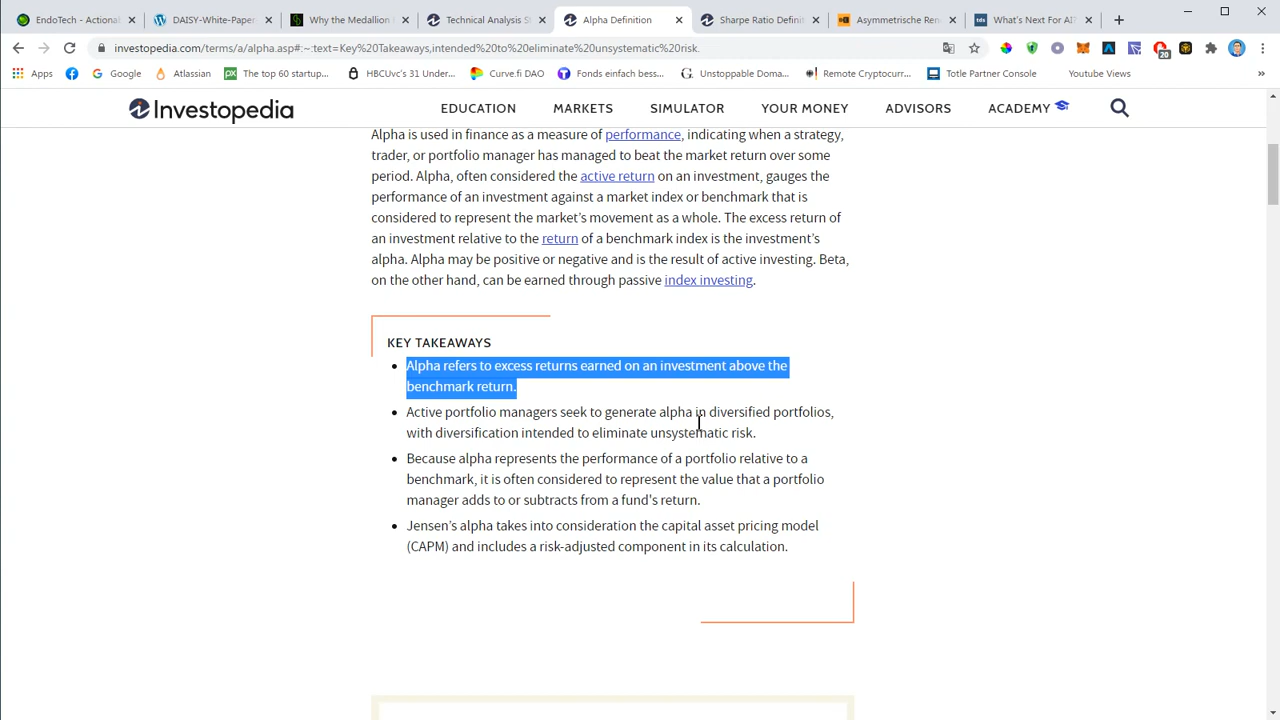 EndoTech - Actional
DAISY-White-Paper
Why the Medallion
Technical Analysis S
Alpha Definition
Sharpe Ratio Defini
Asymmetrische Ren
What's Next For AI
investopedia.com/terms/a/alpha.asp#:~:text=Key%20Takeaways,intended%20to%20eliminate%20unsystematic%20risk.
20
Apps
Google
Atlassian
The top 60 startup...
HBCUvc's 31 Under...
Curve.fi DAO
Fonds einfach bess...
Unstoppable Doma...
Remote Cryptocurr...
Totle Partner Console
Youtube Views
»
Investopedia
EDUCATION
MARKETS
SIMULATOR
YOUR MONEY
ADVISORS
ACADEMY
Alpha is used in finance as a measure of performance, indicating when a strategy,
trader, or portfolio manager has managed to beat the market return over some
period. Alpha, often considered the active return on an investment, gauges the
performance of an investment against a market index or benchmark that is
considered to represent the market's movement as a whole. The excess return of
an investment relative to the return of a benchmark index is the investment's
alpha. Alpha may be positive or negative and is the result of active investing. Beta,
on the other hand, can be earned through passive index investing.
KEY TAKEAWAYS
• Alpha refers to excess returns earned on an investment above the
benchmark return.
• Active portfolio managers seek to generate alpha in diversified portfolios,
with diversification intended to eliminate unsystematic risk.
• Because alpha represents the performance of a portfolio relative to a
benchmark, it is often considered to represent the value that a portfolio
manager adds to or subtracts from a fund's return.
• Jensen's alpha takes into consideration the capital asset pricing model
(CAPM) and includes a risk-adjusted component in its calculation.